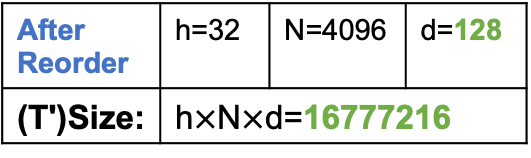 After Reorder h=32 N=4096 d=128
(T')Size: h×N×d=16777216